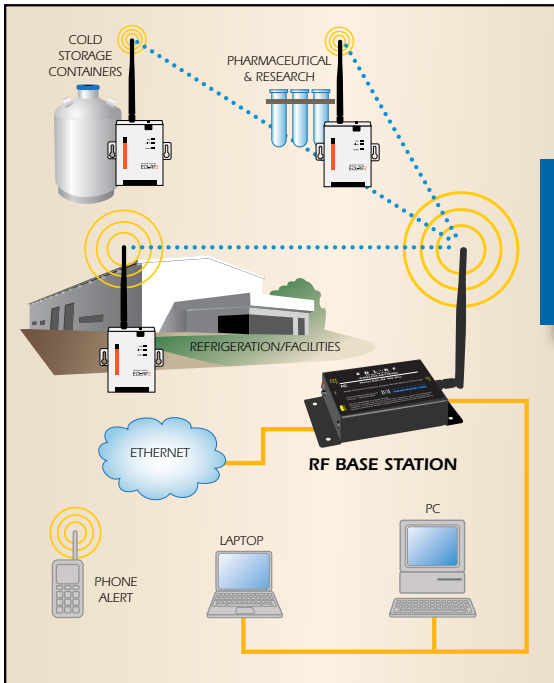 COLD
STORAGE
CONTAINERS
PHARMACEUTICAL
& RESEARCH
REFRIGERATION/FACILITIES
ETHERNET
RF BASE STATION
PC
LAPTOP
PHONE
ALERT